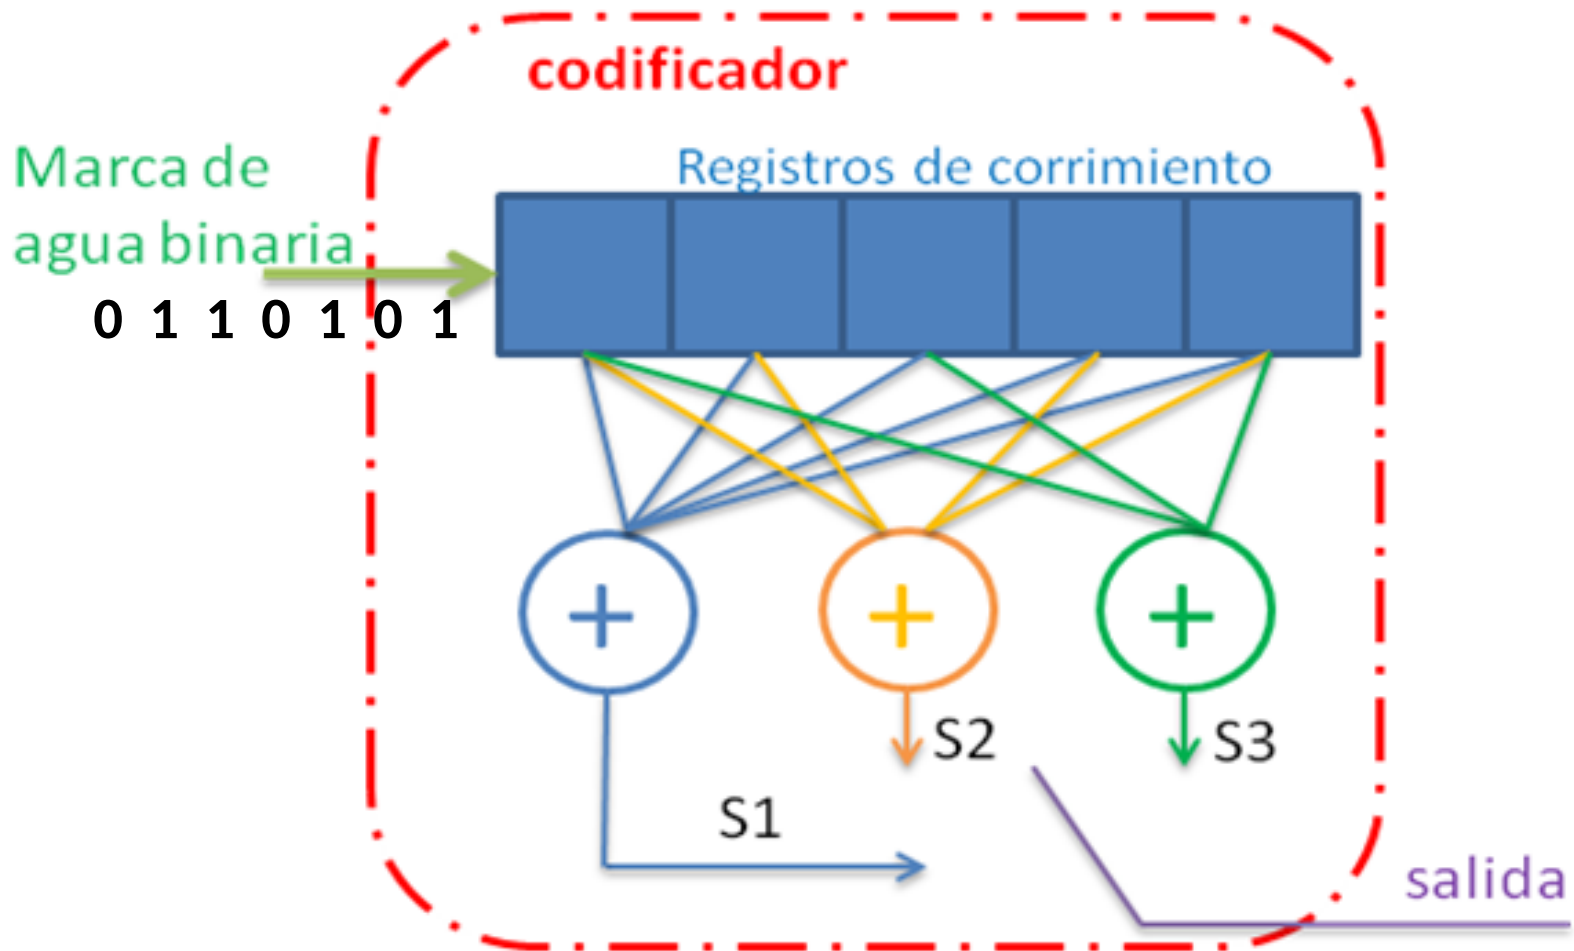 codificador
Marca de
agua binaria
0 1 1 0 1 0 1
Registros de corrimiento
+
+
+
S2
S3
S1
salida